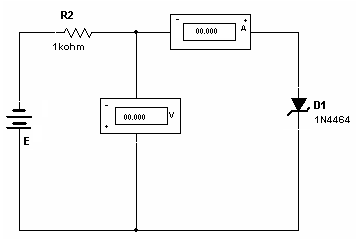 R2
1kohm
- +
00.000 A
-
00.000 V
+
D1
1N4464
E